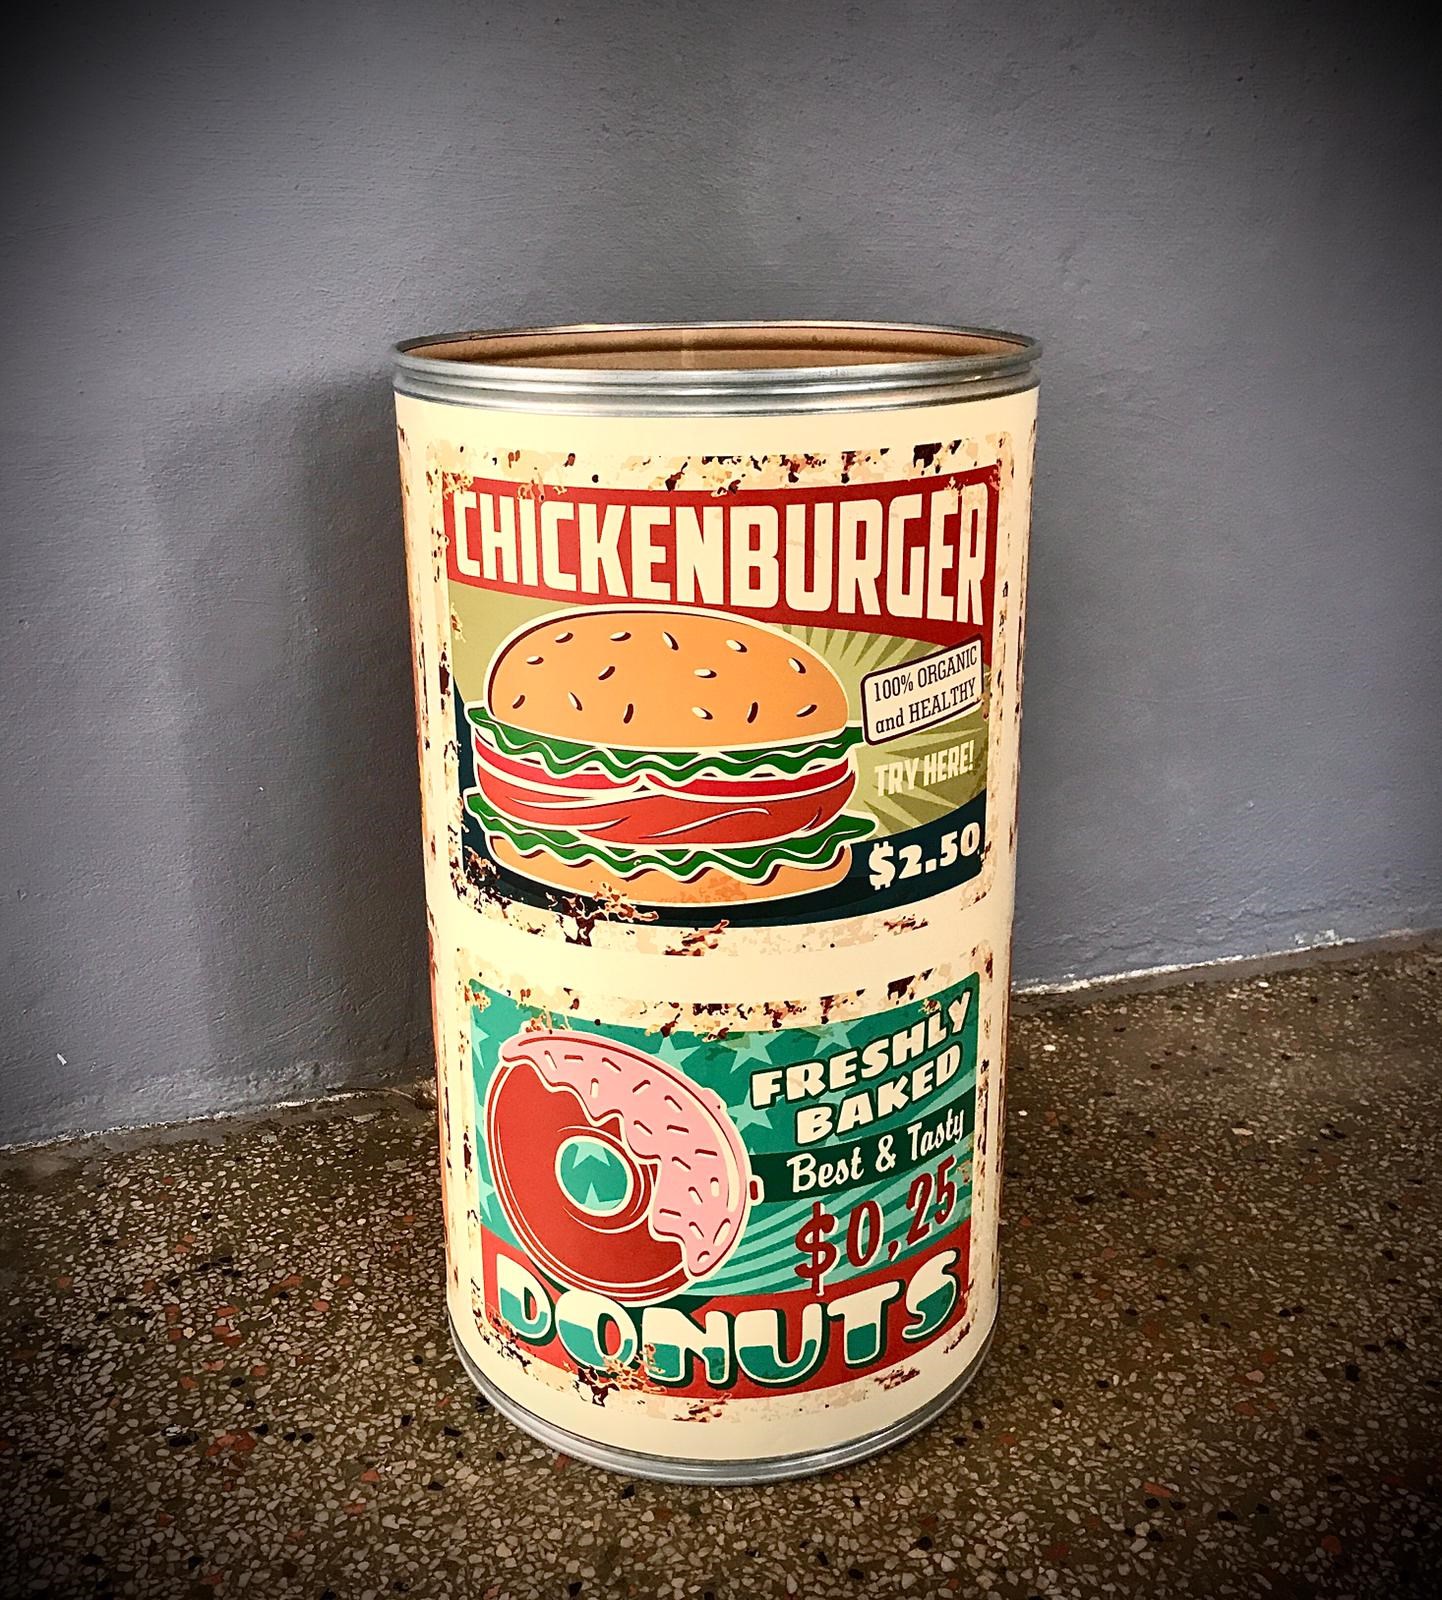 CHICKENBURGER
100% ORGANIC
and HEALTHY
TRY HERE!
$2.50
FRESHLY
BAKED
Best & Tasty
$0,25
DONUTS